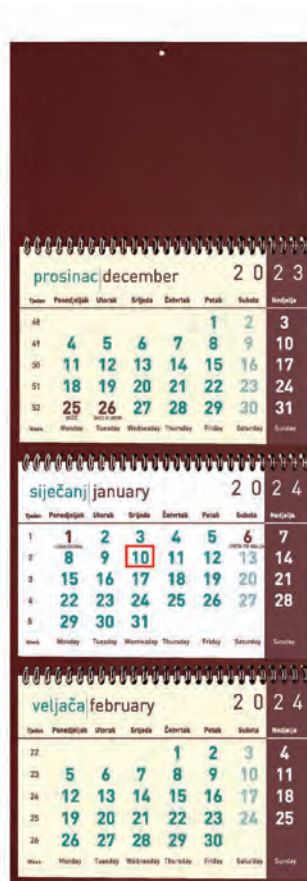 prosinac december 2023
Tjedan Ponedjeljak Utorak Srijeda Četvrtak Petak Subota Nedjelja
48 1 2 3
49 4 5 6 7 8 9 10
50 11 12 13 14 15 16 17
51 18 19 20 21 22 23 24
52 25 26 27 28 29 30 31
Week Monday Tuesday Wednesday Thursday Friday Saturday Sunday
siječanj january 2024
Tjedan Ponedjeljak Utorak Srijeda Četvrtak Petak Subota Nedjelja
1 1 2 3 4 5 6 7
2 8 9 10 11 12 13 14
3 15 16 17 18 19 20 21
4 22 23 24 25 26 27 28
5 29 30 31
Week Monday Tuesday Wednesday Thursday Friday Saturday Sunday
veljača february 2024
Tjedan Ponedjeljak Utorak Srijeda Četvrtak Petak Subota Nedjelja
22 1 2 3 4
23 5 6 7 8 9 10 11
24 12 13 14 15 16 17 18
25 19 20 21 22 23 24 25
26 26 27 28 29 30
Week Monday Tuesday Wednesday Thursday Friday Saturday Sunday